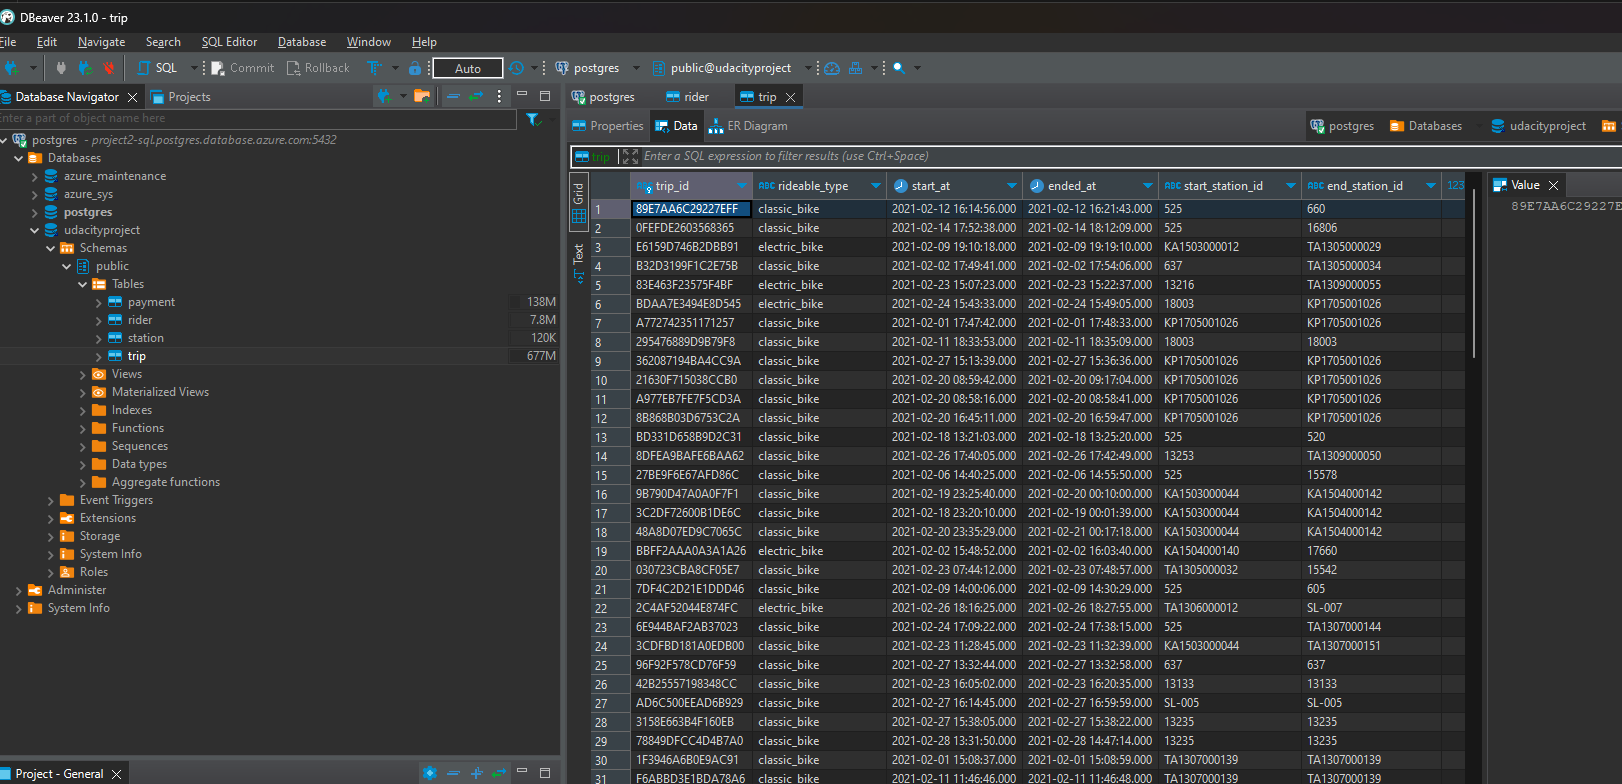 DBeaver 23.1.0 - trip
File Edit Navigate Search SQL Editor Database Window Help
SQL Commit Rollback Auto postgres public@udacityproject
Database Navigator Projects
Enter a part of object name here
postgres - project2-sql.postgres.database.azure.com:5432
Databases
azure_maintenance
azure_sys
postgres
udacityproject
Schemas
public
Tables
payment 138M
rider 7.8M
station 120K
trip 677M
Views
Materialized Views
Indexes
Functions
Sequences
Data types
Aggregate functions
Event Triggers
Extensions
Storage
System Info
Roles
Administer
System Info
Project - General
postgres rider trip
Properties Data ER Diagram postgres Databases udacityproject
trip Enter a SQL expression to filter results (use Ctrl+Space)
Grid
Text
ABC trip_id ABC rideable_type start_at ended_at ABC start_station_id ABC end_station_id 123
1 89E7AA6C29227EFF classic_bike 2021-02-12 16:14:56.000 2021-02-12 16:21:43.000 525 660
2 0FEFDE2603568365 classic_bike 2021-02-14 17:52:38.000 2021-02-14 18:12:09.000 525 16806
3 E6159D746B2DBB91 electric_bike 2021-02-09 19:10:18.000 2021-02-09 19:19:10.000 KA1503000012 TA1305000029
4 B32D3199F1C2E75B classic_bike 2021-02-02 17:49:41.000 2021-02-02 17:54:06.000 637 TA1305000034
5 83E463F23575F4BF electric_bike 2021-02-23 15:07:23.000 2021-02-23 15:22:37.000 13216 TA1309000055
6 BDAA7E3494E8D545 electric_bike 2021-02-24 15:43:33.000 2021-02-24 15:49:05.000 18003 KP1705001026
7 A772742351171257 classic_bike 2021-02-01 17:47:42.000 2021-02-01 17:48:33.000 KP1705001026 KP1705001026
8 295476889D9B79F8 classic_bike 2021-02-11 18:33:53.000 2021-02-11 18:35:09.000 18003 18003
9 362087194BA4CC9A classic_bike 2021-02-27 15:13:39.000 2021-02-27 15:36:36.000 KP1705001026 KP1705001026
10 21630F715038CCB0 classic_bike 2021-02-20 08:59:42.000 2021-02-20 09:17:04.000 KP1705001026 KP1705001026
11 A977EB7FE7F5CD3A classic_bike 2021-02-20 08:58:16.000 2021-02-20 08:58:41.000 KP1705001026 KP1705001026
12 8B868B03D6753C2A classic_bike 2021-02-20 16:45:11.000 2021-02-20 16:59:47.000 KP1705001026 KP1705001026
13 BD331D658B9D2C31 classic_bike 2021-02-18 13:21:03.000 2021-02-18 13:25:20.000 525 520
14 8DFEA9BAFE6BAA62 classic_bike 2021-02-26 17:40:05.000 2021-02-26 17:42:49.000 13253 TA1309000050
15 27BE9F6E67AFD86C classic_bike 2021-02-06 14:40:25.000 2021-02-06 14:55:50.000 525 15578
16 9B790D47A0A0F7F1 classic_bike 2021-02-19 23:25:40.000 2021-02-20 00:10:00.000 KA1503000044 KA1504000142
17 3C2DF72600B1DE6C classic_bike 2021-02-18 23:20:10.000 2021-02-19 00:01:39.000 KA1503000044 KA1504000142
18 48A8D07ED9C7065C classic_bike 2021-02-20 23:35:29.000 2021-02-21 00:17:18.000 KA1503000044 KA1504000142
19 BBFF2AAA0A3A1A26 electric_bike 2021-02-02 15:48:52.000 2021-02-02 16:03:40.000 KA1504000140 17660
20 030723CBA8CF05E7 classic_bike 2021-02-23 07:44:12.000 2021-02-23 07:48:57.000 TA1305000032 15542
21 7DF4C2D21E1DDD46 classic_bike 2021-02-09 14:00:06.000 2021-02-09 14:30:29.000 525 605
22 2C4AF52044E874FC electric_bike 2021-02-26 18:16:25.000 2021-02-26 18:27:55.000 TA1306000012 SL-007
23 6E944BAF2AB37023 classic_bike 2021-02-24 17:09:22.000 2021-02-24 17:38:15.000 525 TA1307000144
24 3CDFBD181A0EDB00 classic_bike 2021-02-23 11:28:45.000 2021-02-23 11:32:39.000 KA1503000044 TA1307000151
25 96F92F578CD76F59 classic_bike 2021-02-27 13:32:44.000 2021-02-27 13:32:58.000 637 637
26 42B25557198348CC classic_bike 2021-02-23 16:05:02.000 2021-02-23 16:20:35.000 13133 13133
27 AD6C500EEAD6B929 classic_bike 2021-02-27 16:14:45.000 2021-02-27 16:59:59.000 SL-005 SL-005
28 3158E663B4F160EB classic_bike 2021-02-27 15:38:05.000 2021-02-27 15:38:22.000 13235 13235
29 78849DFCC4D4B7A0 classic_bike 2021-02-28 13:31:50.000 2021-02-28 14:47:14.000 13235 13235
30 1F3946A6B0E9AC91 classic_bike 2021-02-01 15:08:37.000 2021-02-01 15:08:59.000 TA1307000139 TA1307000139
31 F6ABBD3E1BDA78A6 classic_bike 2021-02-11 11:46:46.000 2021-02-11 11:46:48.000 TA1307000139 TA1307000139
Value
89E7AA6C29227E